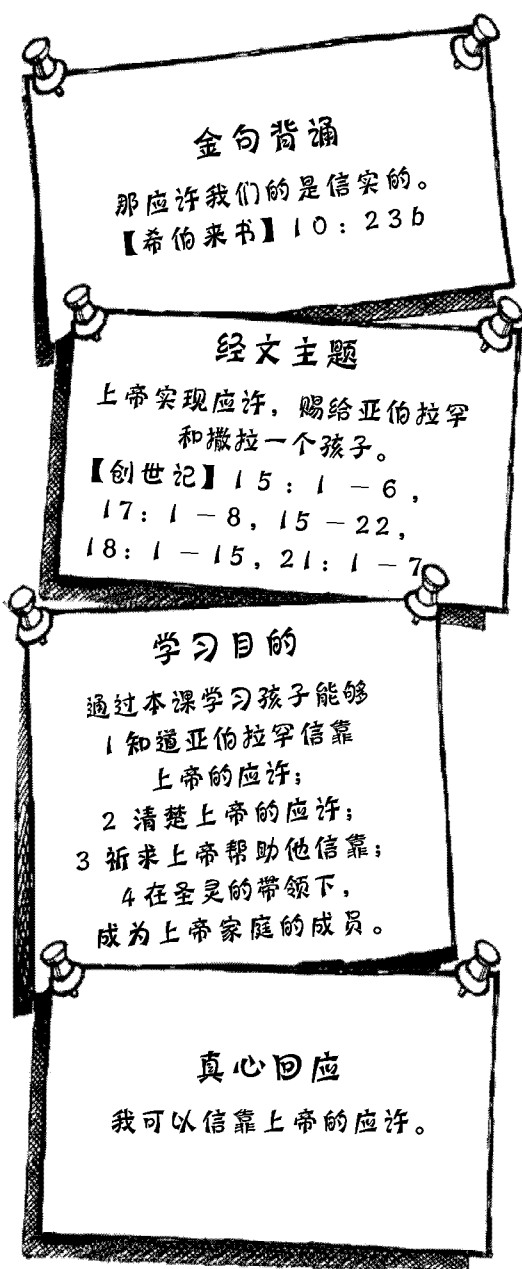 金句背诵
那应许我们的是信实的。
【希伯来书】10：23b
经文主题
上帝实现应许，赐给亚伯拉罕
和撒拉一个孩子。
【创世记】15：1－6，
17：1－8，15－22，
18：1－15，21：1－7
学习目的
通过本课学习孩子能够
1 知道亚伯拉罕信靠
上帝的应许；
2 清楚上帝的应许；
3 祈求上帝帮助他信靠；
4 在圣灵的带领下，
成为上帝家庭的成员。
真心回应
我可以信靠上帝的应许。